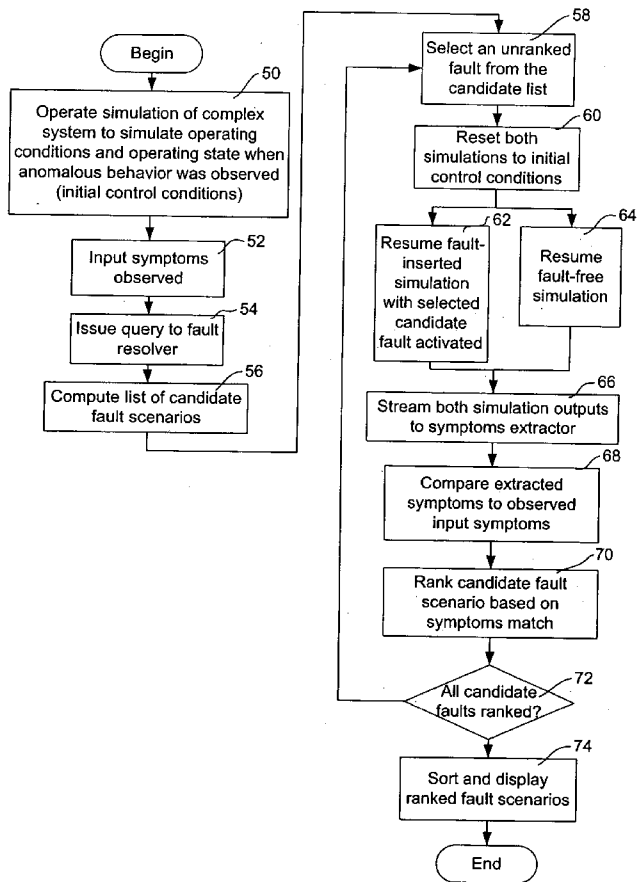 Begin
50
Operate simulation of complex
system to simulate operating
conditions and operating state when
anomalous behavior was observed
(initial control conditions)
52
Input symptoms
observed
54
Issue query to fault
resolver
56
Compute list of candidate
fault scenarios
58
Select an unranked
fault from the
candidate list
60
Reset both
simulations to initial
control conditions
62
Resume fault-
inserted
simulation
with selected
candidate
fault activated
64
Resume
fault-free
simulation
66
Stream both simulation outputs
to symptoms extractor
68
Compare extracted
symptoms to observed
input symptoms
70
Rank candidate fault
scenario based on
symptoms match
72
All candidate
faults ranked?
74
Sort and display
ranked fault scenarios
End